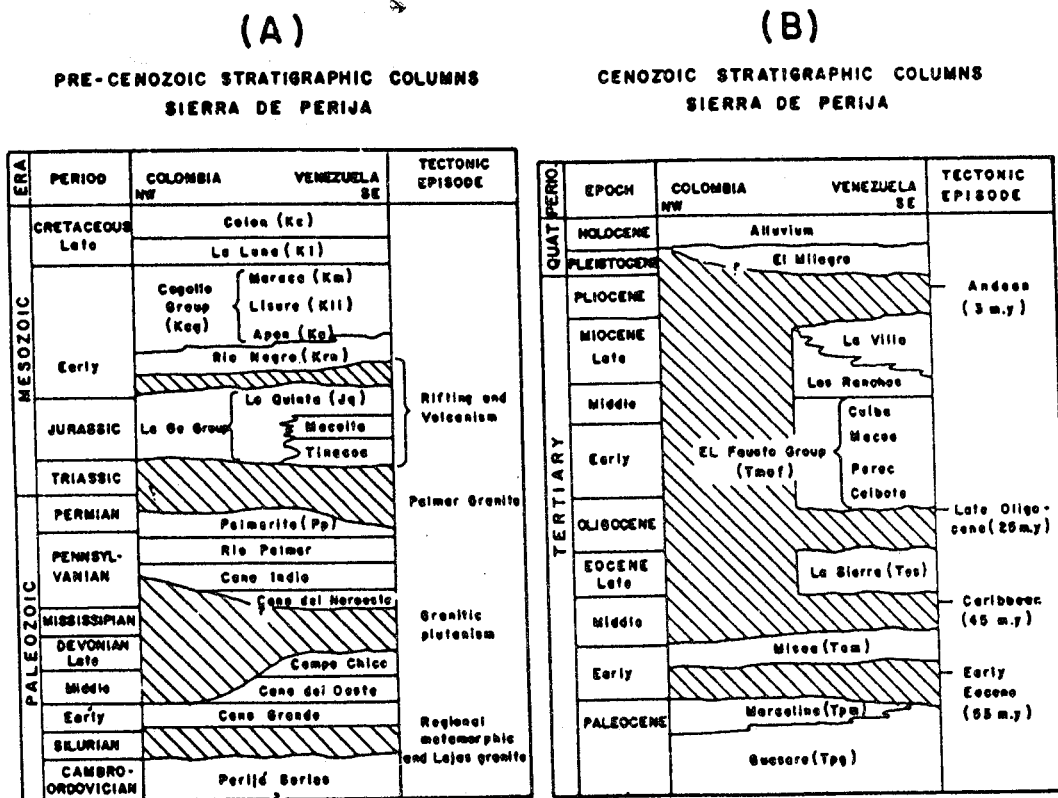 (A)
PRE-CENOZOIC STRATIGRAPHIC COLUMNS
SIERRA DE PERIJA
ERA
PERIOD
COLOMBIA
NW
VENEZUELA
SE
TECTONIC
EPISODE
MESOZOIC
CRETACEOUS
Late
Colon (Kc)
La Luna (Kl)
Early
Cogollo
Group
(Kcg)
Maraca (Km)
Lisure (Kli)
Apon (Ka)
Rio Negro (Krn)
Rifting and
Volcanism
JURASSIC
La Ge Group
La Quinta (Jq)
Macoita
Tinacoa
TRIASSIC
PALEOZOIC
PERMIAN
Palmar Granite
Palmarito (Pp)
PENNSYL-
VANIAN
Rio Palmar
Cano Indio
Cano del Noroeste
?
MISSISSIPIAN
Granitic
plutonism
DEVONIAN
Late
Campo Chico
Middle
Cano del Oeste
Early
Cano Grande
SILURIAN
Regional
metamorphic
and Lajas granite
CAMBRO-
ORDOVICIAN
Perijá Series
?
(B)
CENOZOIC STRATIGRAPHIC COLUMNS
SIERRA DE PERIJA
PERIO.
EPOCH
COLOMBIA
NW
VENEZUELA
SE
TECTONIC
EPISODE
QUAT
HOLOCENE
Alluvium
PLEISTOCENE
El Milagro
?
TERTIARY
PLIOCENE
Andean
(3 m.y)
MIOCENE
Late
La Villa
Los Ranchos
Middle
Early
EL Fausto Group
(Tmof)
Cuiba
Macoa
Peroc
Ceibote
OLIGOCENE
Late Oligo-
cene (25m.y)
EOCENE
Late
La Sierra (Tes)
Middle
Caribbean
(45 m.y)
Misoa (Tem)
Early
Early
Eocene
(53 m.y)
PALEOCENE
Marcelina (Tpm)
Guasare (Tpg)